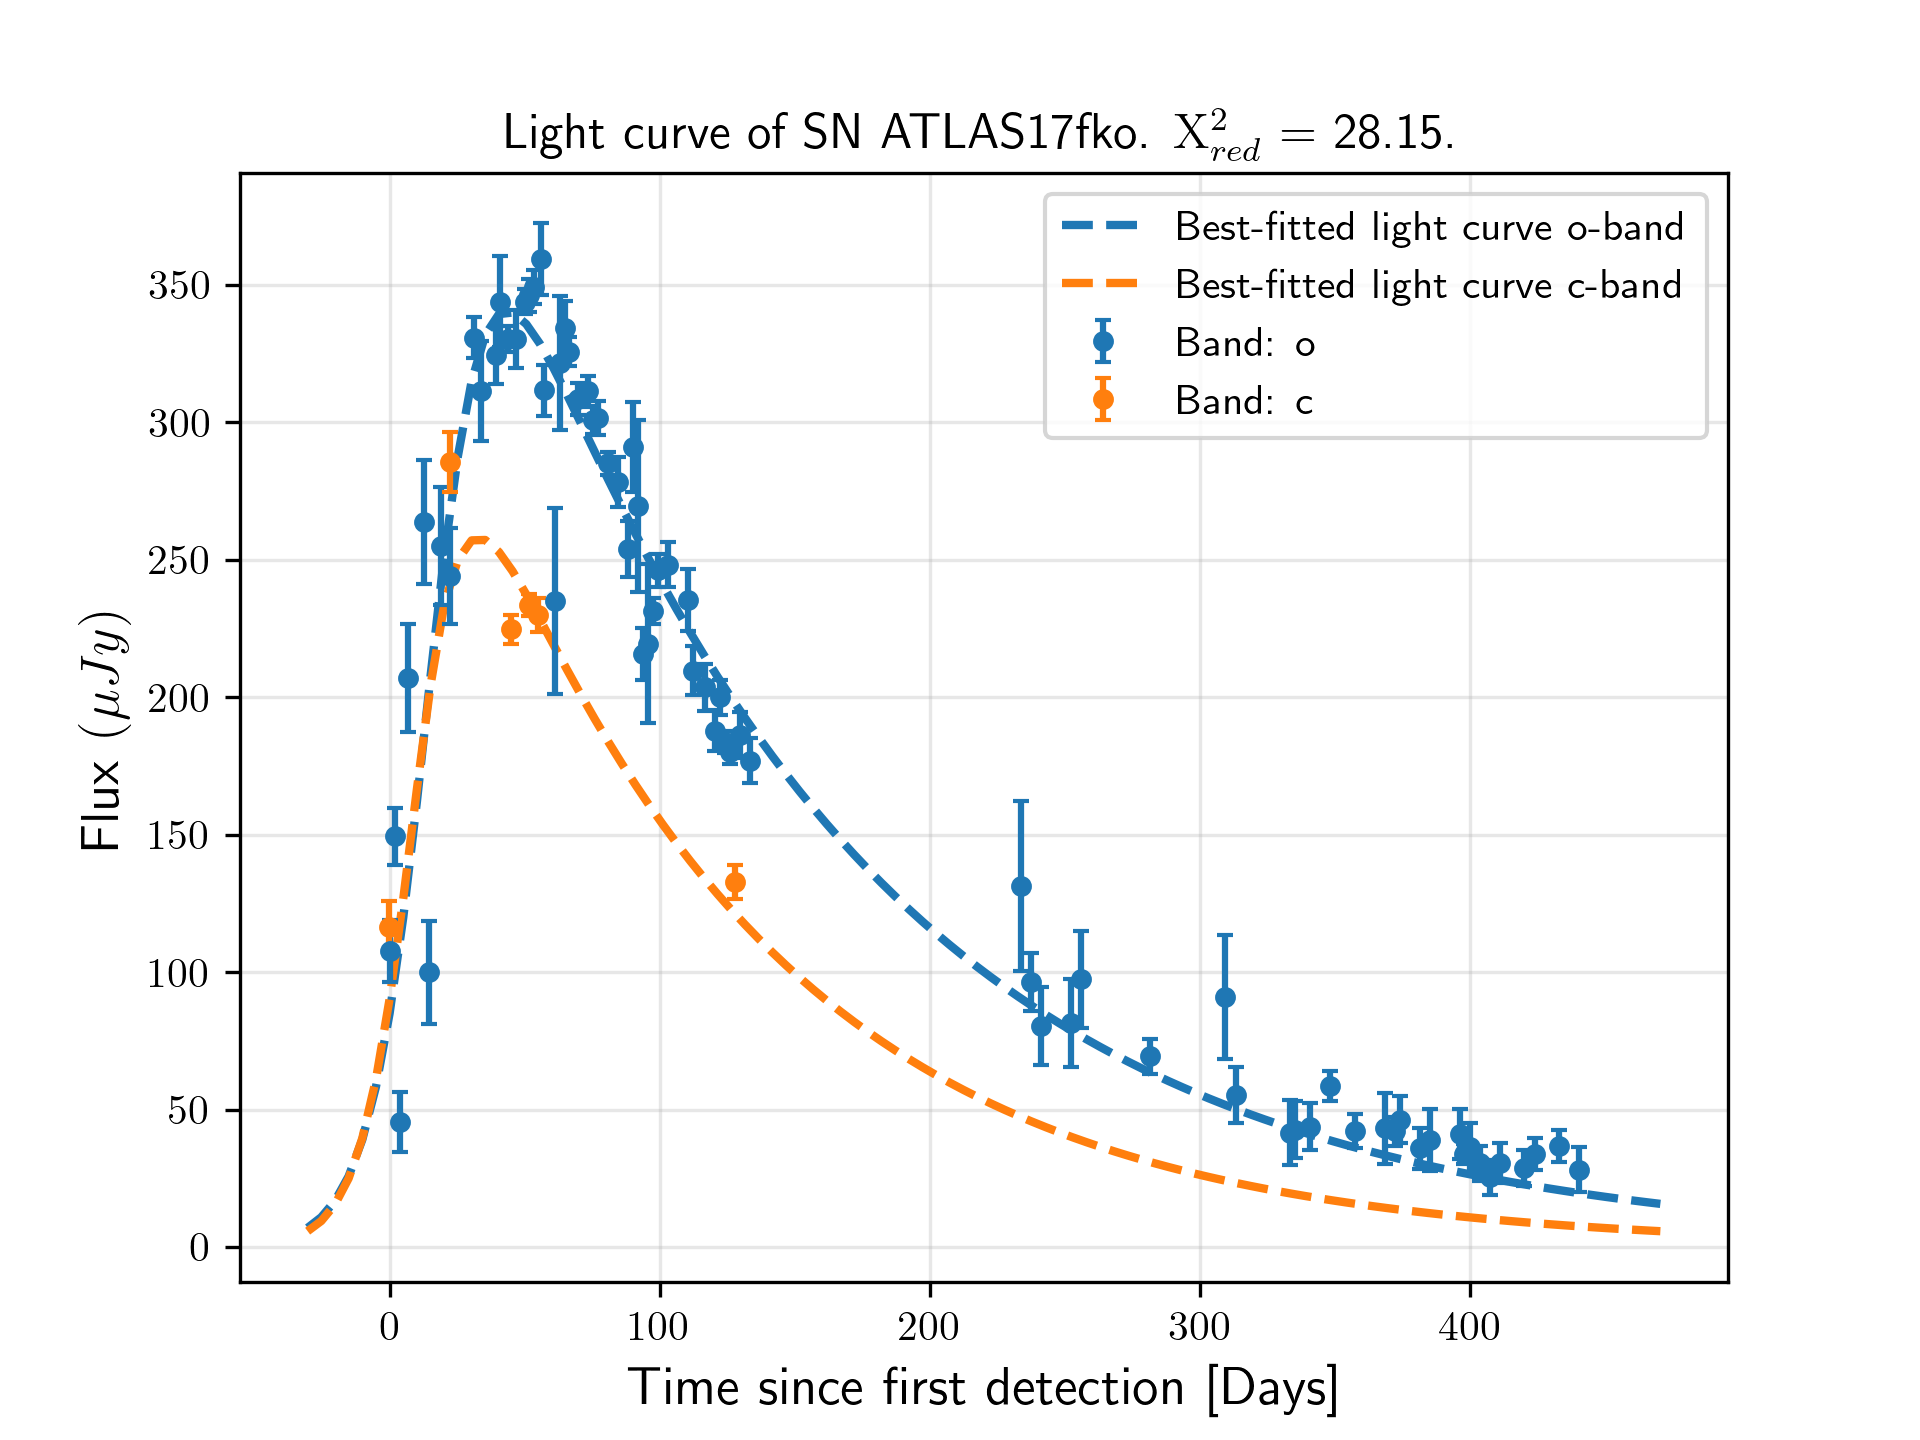 Light curve of SN ATLAS17fko. Χ²_red = 28.15.
Best-fitted light curve o-band
Best-fitted light curve c-band
Band: o
Band: c
Flux (μJy)
350
300
250
200
150
100
50
0
0 100 200 300 400
Time since first detection [Days]